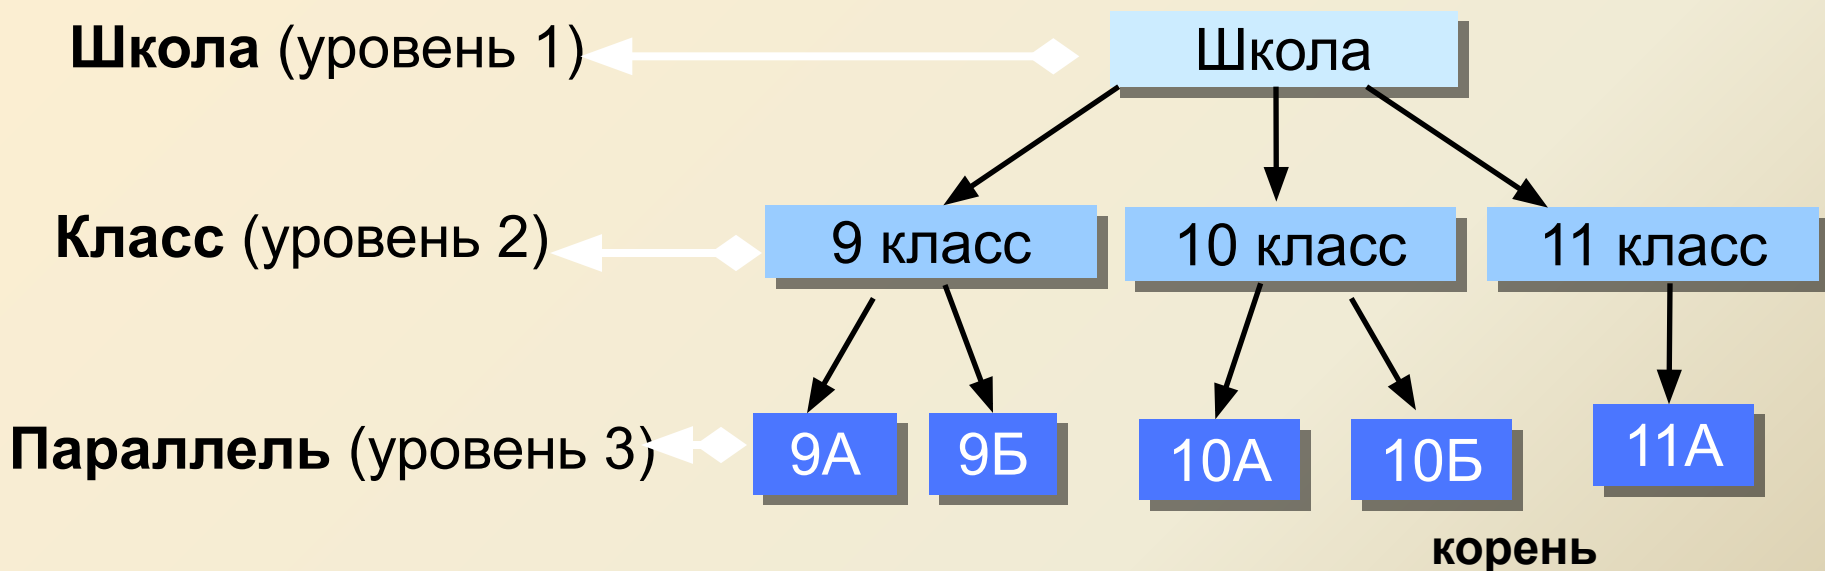 Школа (уровень 1)
Школа
Класс (уровень 2)
9 класс
10 класс
11 класс
Параллель (уровень 3)
9А
9Б
10А
10Б
11А
корень